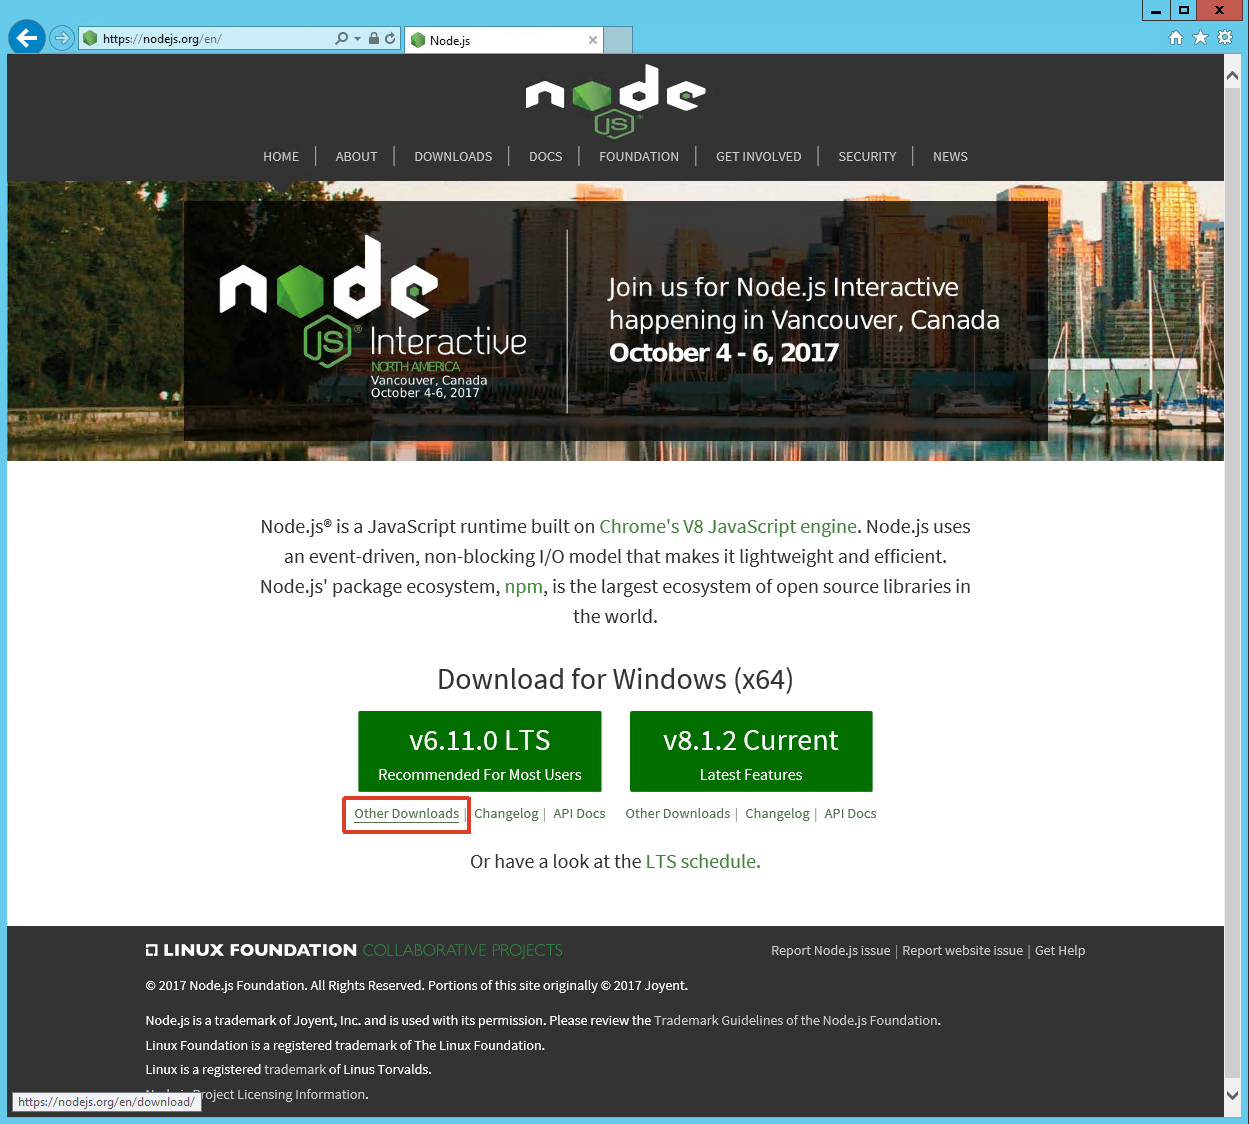 https://nodejs.org/en/
Node.js
node
JS
HOME
ABOUT
DOWNLOADS
DOCS
FOUNDATION
GET INVOLVED
SECURITY
NEWS
node
JS® Interactive
NORTH AMERICA
Vancouver, Canada
October 4-6, 2017
Join us for Node.js Interactive
happening in Vancouver, Canada
October 4 - 6, 2017
Node.js® is a JavaScript runtime built on Chrome's V8 JavaScript engine. Node.js uses
an event-driven, non-blocking I/O model that makes it lightweight and efficient.
Node.js' package ecosystem, npm, is the largest ecosystem of open source libraries in
the world.
Download for Windows (x64)
v6.11.0 LTS
Recommended For Most Users
v8.1.2 Current
Latest Features
Other Downloads | Changelog | API Docs
Other Downloads | Changelog | API Docs
Or have a look at the LTS schedule.
LINUX FOUNDATION COLLABORATIVE PROJECTS
Report Node.js issue | Report website issue | Get Help
© 2017 Node.js Foundation. All Rights Reserved. Portions of this site originally © 2017 Joyent.
Node.js is a trademark of Joyent, Inc. and is used with its permission. Please review the Trademark Guidelines of the Node.js Foundation.
Linux Foundation is a registered trademark of The Linux Foundation.
Linux is a registered trademark of Linus Torvalds.
Project Licensing Information.
https://nodejs.org/en/download/